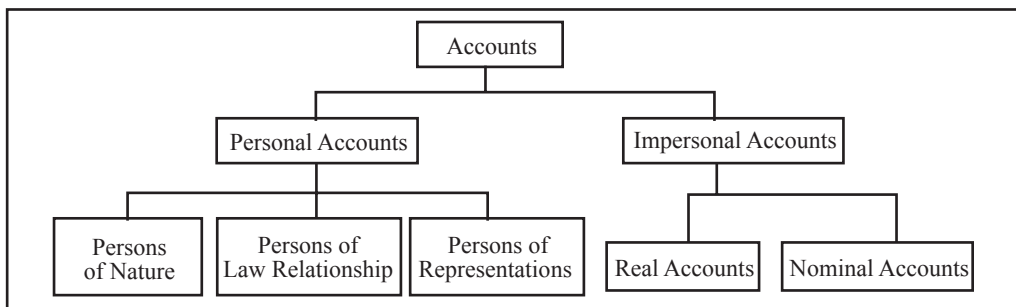 Accounts
Personal Accounts
Impersonal Accounts
Persons
of Nature
Persons of
Law Relationship
Persons of
Representations
Real Accounts
Nominal Accounts